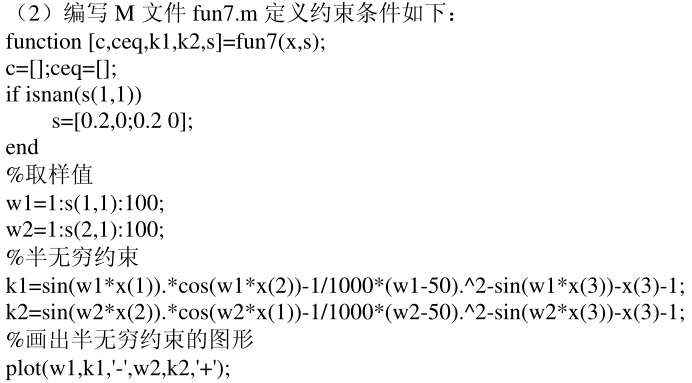 （2）编写 M 文件 fun7.m 定义约束条件如下：
function [c,ceq,k1,k2,s]=fun7(x,s);
c=[];ceq=[];
if isnan(s(1,1))
s=[0.2,0;0.2 0];
end
%取样值
w1=1:s(1,1):100;
w2=1:s(2,1):100;
%半无穷约束
k1=sin(w1*x(1)).*cos(w1*x(2))-1/1000*(w1-50).^2-sin(w1*x(3))-x(3)-1;
k2=sin(w2*x(2)).*cos(w2*x(1))-1/1000*(w2-50).^2-sin(w2*x(3))-x(3)-1;
%画出半无穷约束的图形
plot(w1,k1,'-',w2,k2,'+');